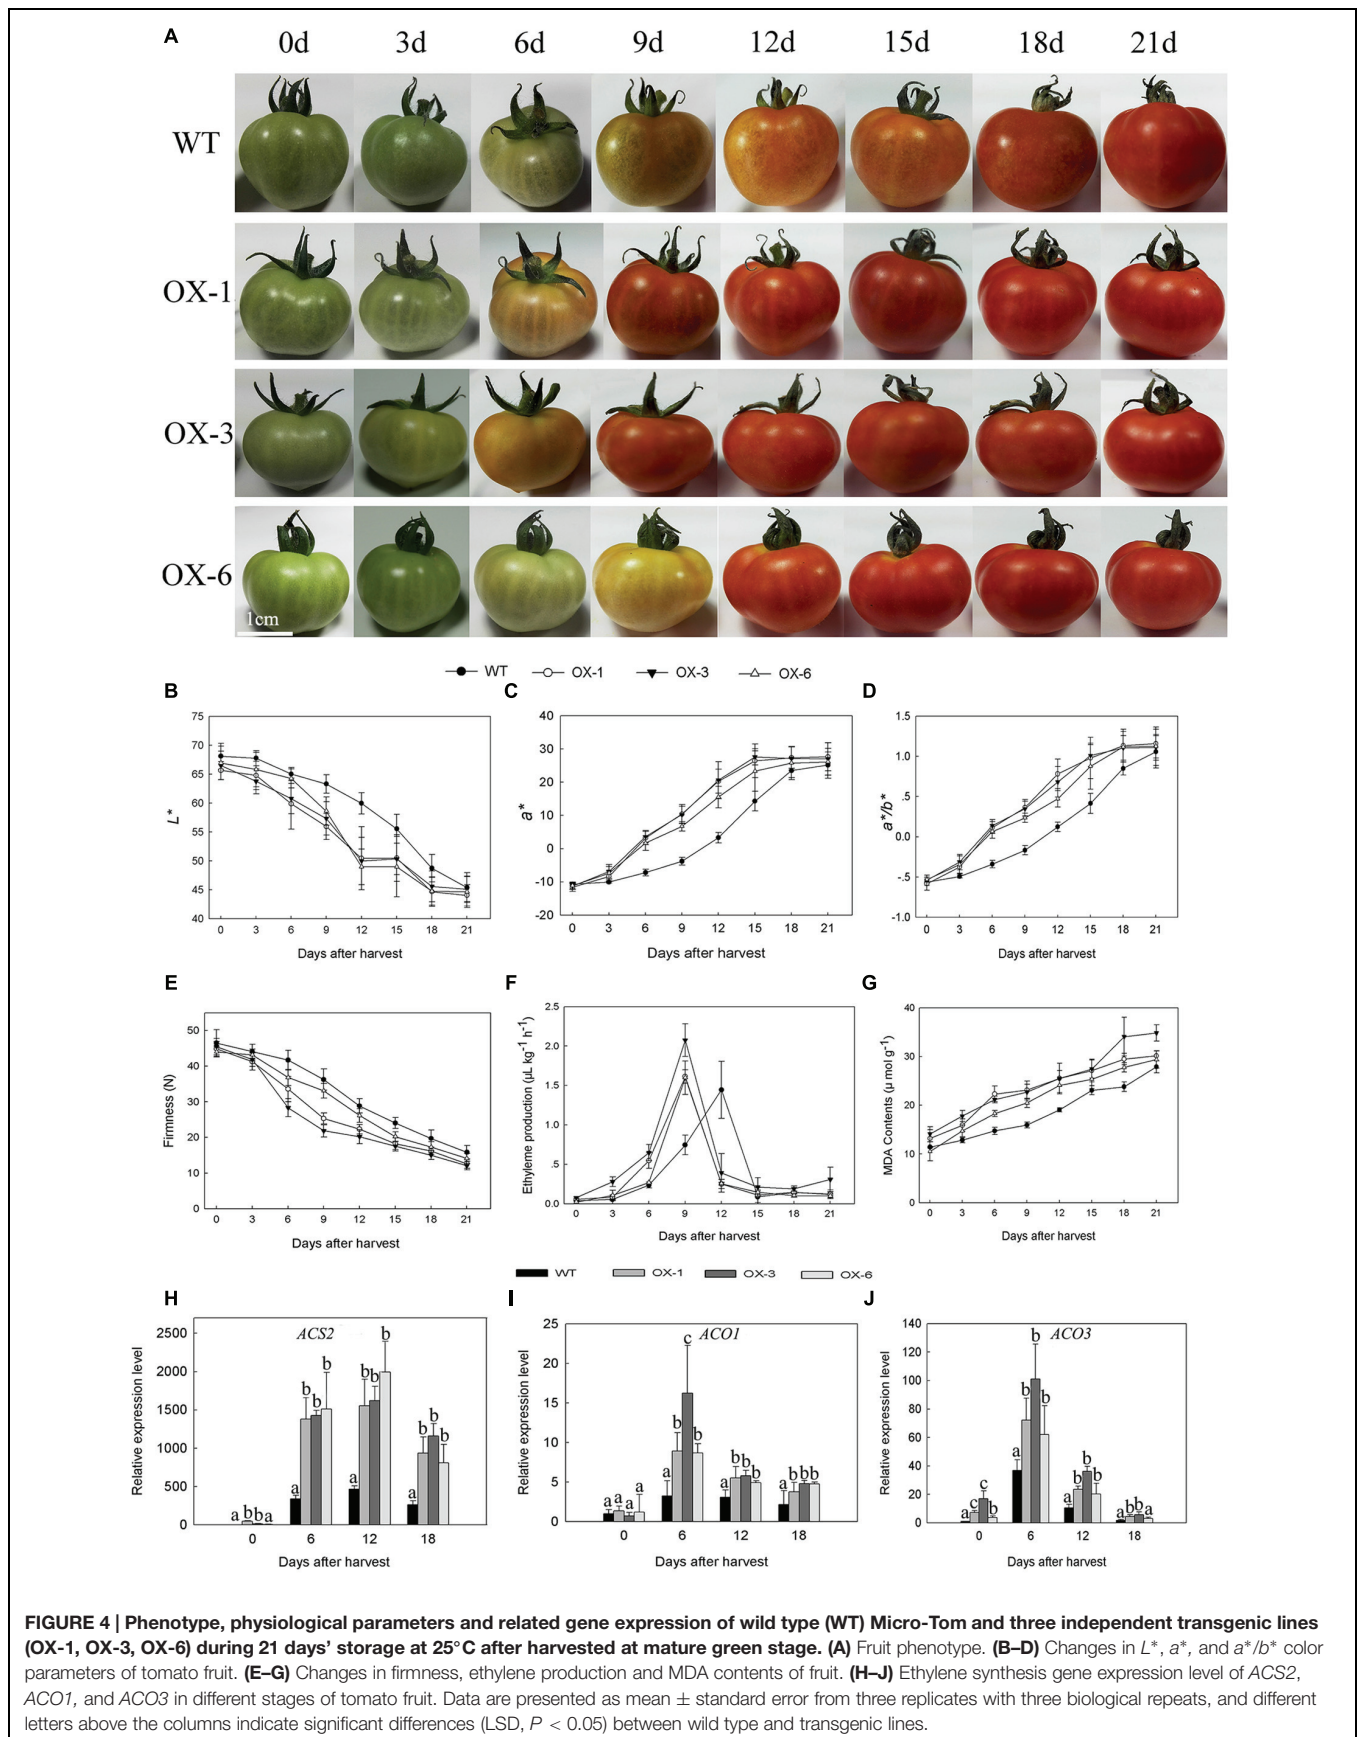 A
0d 3d 6d 9d 12d 15d 18d 21d
WT
OX-1
OX-3
OX-6
1cm
WT OX-1 OX-3 OX-6
B
75
70
65
60
55
50
45
40
L*
0 3 6 9 12 15 18 21
Days after harvest
C
40
30
20
10
0
-10
-20
a*
0 3 6 9 12 15 18 21
Days after harvest
D
1.5
1.0
.5
0.0
-.5
-1.0
a*/b*
0 3 6 9 12 15 18 21
Days after harvest
E
50
40
30
20
10
0
Firmness (N)
0 3 6 9 12 15 18 21
Days after harvest
F
2.5
2.0
1.5
1.0
.5
0.0
Ethyleme production (μL kg-1 h-1)
0 3 6 9 12 15 18 21
Days after harvest
G
40
30
20
10
0
MDA Contents (μ mol g-1)
0 3 6 9 12 15 18 21
Days after harvest
WT OX-1 OX-3 OX-6
H
ACS2
2500
2000
1500
1000
500
0
Relative expression level
a b b a
a b b b
a b b b
a b b b
0 6 12 18
Days after harvest
I
ACO1
25
20
15
10
5
0
Relative expression level
a a a a
a b c b
a b b b
a b b b
0 6 12 18
Days after harvest
J
ACO3
140
120
100
80
60
40
20
0
Relative expression level
a c c b
a b b b
a b b b
a b b a
0 6 12 18
Days after harvest
FIGURE 4 | Phenotype, physiological parameters and related gene expression of wild type (WT) Micro-Tom and three independent transgenic lines
(OX-1, OX-3, OX-6) during 21 days' storage at 25°C after harvested at mature green stage. (A) Fruit phenotype. (B–D) Changes in L*, a*, and a*/b* color
parameters of tomato fruit. (E–G) Changes in firmness, ethylene production and MDA contents of fruit. (H–J) Ethylene synthesis gene expression level of ACS2,
ACO1, and ACO3 in different stages of tomato fruit. Data are presented as mean ± standard error from three replicates with three biological repeats, and different
letters above the columns indicate significant differences (LSD, P < 0.05) between wild type and transgenic lines.